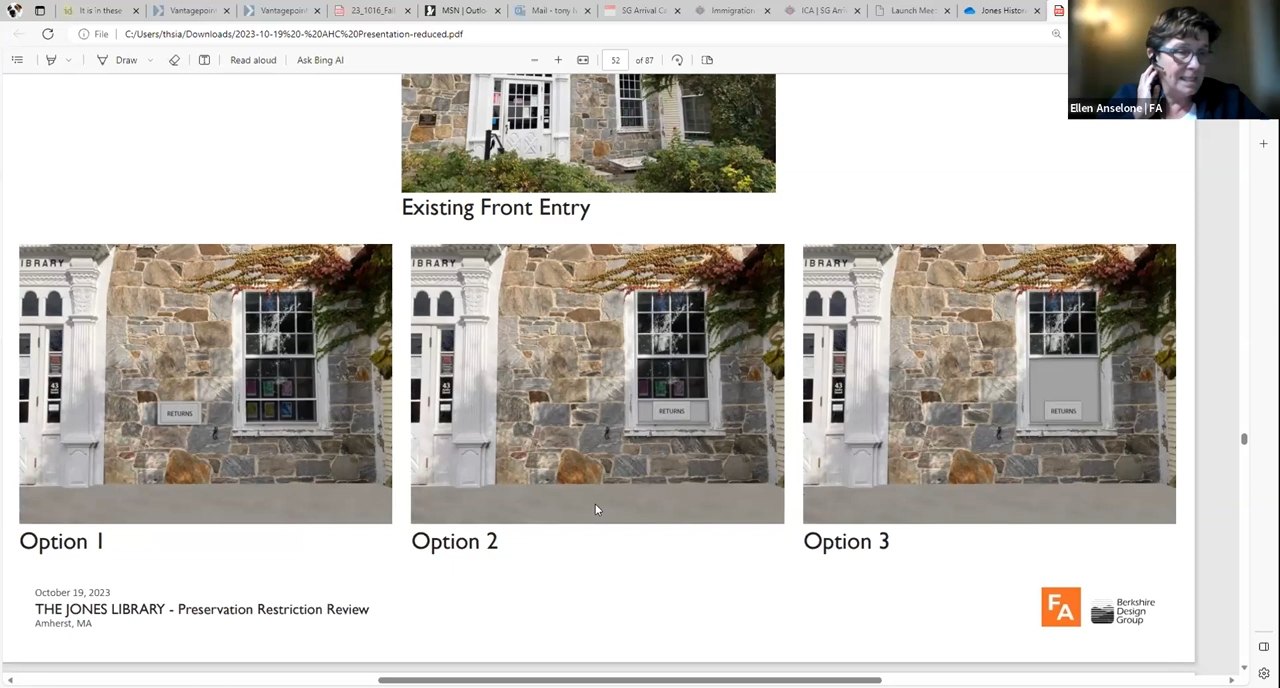 It is in these
Vantagepoint
Vantagepoint
23_1016_Fall
MSN | Outlo
Mail - tony h
SG Arrival Ca
Immigration
ICA | SG Arri
Launch Mee
Jones Histor
File
C:/Users/thsia/Downloads/2023-10-19%20-%20AHC%20Presentation-reduced.pdf
Draw
Read aloud
Ask Bing AI
52
of 87
Ellen Anselone | FA
Existing Front Entry
IBRARY
43
RETURNS
IBRARY
43
RETURNS
IBRARY
43
RETURNS
Option 1
Option 2
Option 3
October 19, 2023
THE JONES LIBRARY - Preservation Restriction Review
Amherst, MA
FA
Berkshire
Design
Group